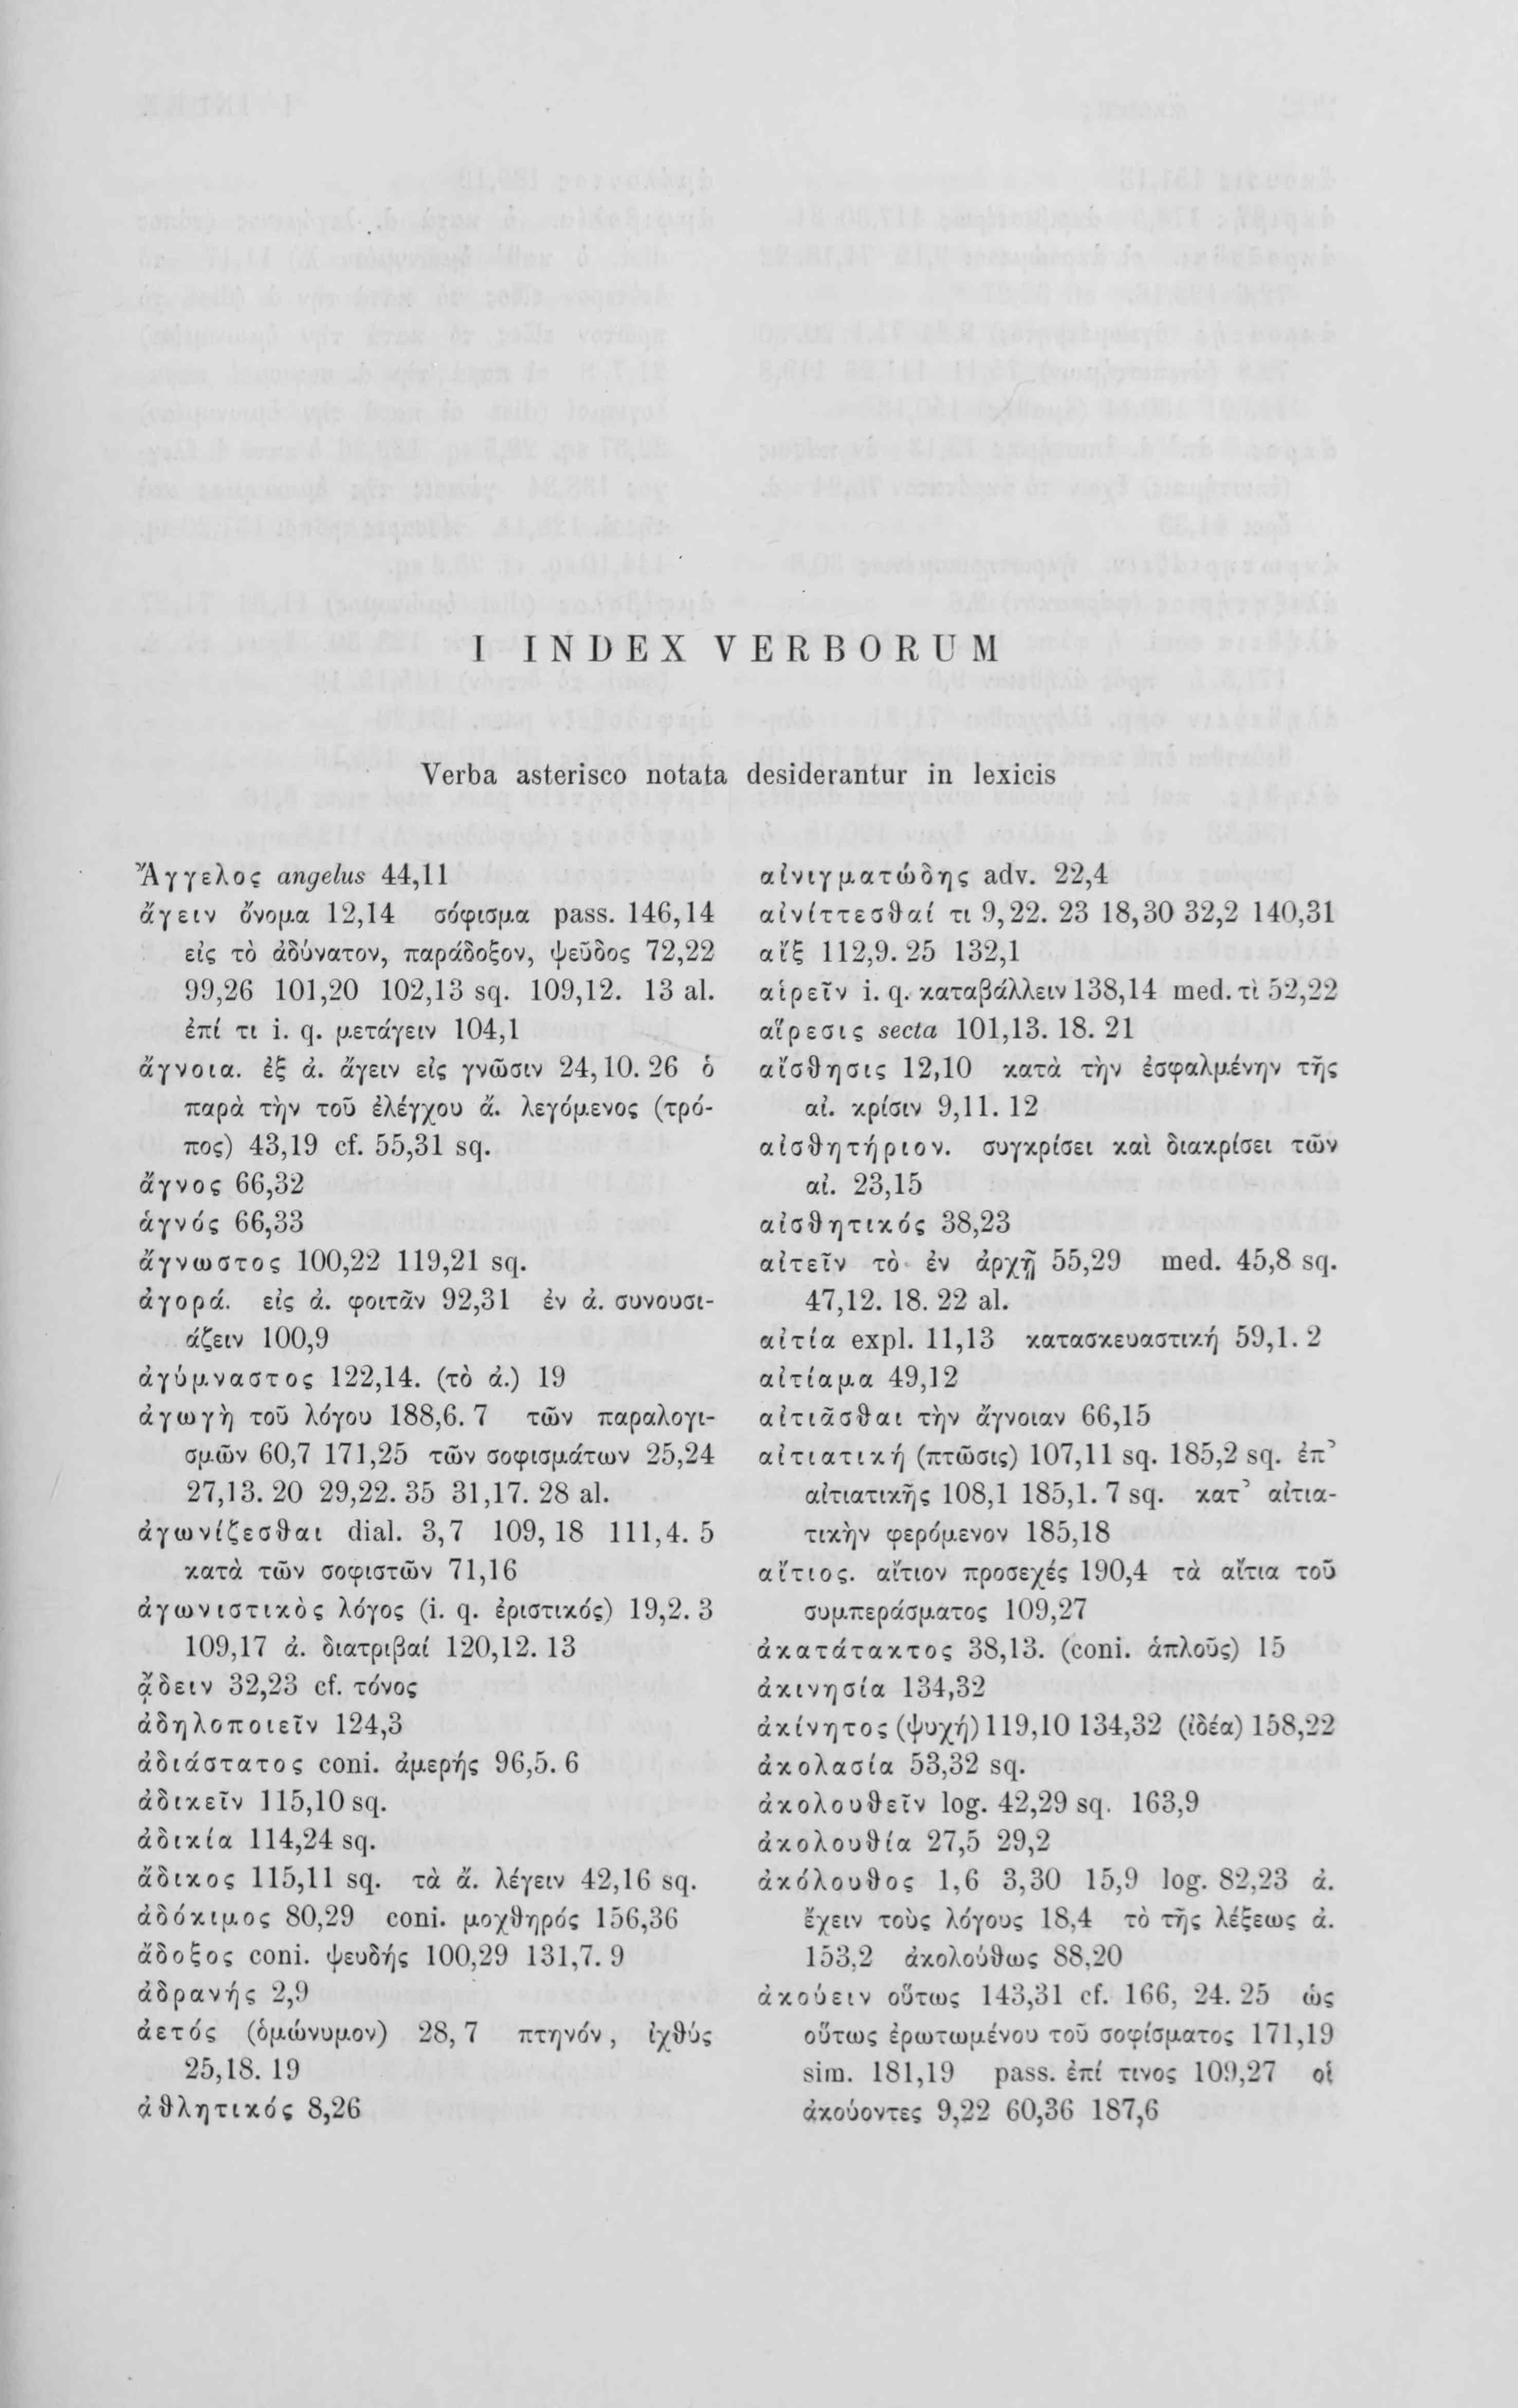 I INDEX VERBORUM
Verba asterisco notata desiderantur in lexicis
Ἄγγελος angelus 44,11
ἄγειν ὄνομα 12,14 σόφισμα pass. 146,14
εἰς τὸ ἀδύνατον, παράδοξον, ψεῦδος 72,22
99,26 101,20 102,13 sq. 109,12. 13 al.
ἐπί τι i. q. μετάγειν 104,1
ἄγνοια. ἐξ ἀ. ἄγειν εἰς γνῶσιν 24,10. 26 ὁ
παρὰ τὴν τοῦ ἐλέγχου ἄ. λεγόμενος (τρό-
πος) 43,19 cf. 55,31 sq.
ἄγνος 66,32
ἁγνός 66,33
ἄγνωστος 100,22 119,21 sq.
ἀγορά. εἰς ἀ. φοιτᾶν 92,31 ἐν ἀ. συνουσι-
άζειν 100,9
ἀγύμναστος 122,14. (τὸ ἀ.) 19
ἀγωγὴ τοῦ λόγου 188,6. 7 τῶν παραλογι-
σμῶν 60,7 171,25 τῶν σοφισμάτων 25,24
27,13. 20 29,22. 35 31,17. 28 al.
ἀγωνίζεσθαι dial. 3,7 109,18 111,4. 5
κατὰ τῶν σοφιστῶν 71,16
ἀγωνιστικὸς λόγος (i. q. ἐριστικός) 19,2. 3
109,17 ἀ. διατριβαί 120,12. 13
ᾄδειν 32,23 cf. τόνος
ἀδηλοποιεῖν 124,3
ἀδιάστατος coni. ἀμερής 96,5. 6
ἀδικεῖν 115,10 sq.
ἀδικία 114,24 sq.
ἄδικος 115,11 sq. τὰ ἄ. λέγειν 42,16 sq.
ἀδόκιμος 80,29 coni. μοχθηρός 156,36
ἄδοξος coni. ψευδής 100,29 131,7. 9
ἀδρανής 2,9
ἀετός (ὁμώνυμον) 28, 7 πτηνόν, ἰχθύς
25,18. 19
ἀθλητικός 8,26
αἰνιγματώδης adv. 22,4
αἰνίττεσθαί τι 9,22. 23 18,30 32,2 140,31
αἴξ 112,9. 25 132,1
αἱρεῖν i. q. καταβάλλειν 138,14 med. τὶ 52,22
αἵρεσις secta 101,13. 18. 21
αἴσθησις 12,10 κατὰ τὴν ἐσφαλμένην τῆς
αἰ. κρίσιν 9,11. 12
αἰσθητήριον. συγκρίσει καὶ διακρίσει τῶν
αἰ. 23,15
αἰσθητικός 38,23
αἰτεῖν τὸ ἐν ἀρχῇ 55,29 med. 45,8 sq.
47,12. 18. 22 al.
αἰτία expl. 11,13 κατασκευαστική 59,1. 2
αἰτίαμα 49,12
αἰτιᾶσθαι τὴν ἄγνοιαν 66,15
αἰτιατική (πτῶσις) 107,11 sq. 185,2 sq. ἐπ’
αἰτιατικῆς 108,1 185,1. 7 sq. κατ’ αἰτια-
τικὴν φερόμενον 185,18
αἴτιος. αἴτιον προσεχές 190,4 τὰ αἴτια τοῦ
συμπεράσματος 109,27
ἀκατάτακτος 38,13. (coni. ἁπλοῦς) 15
ἀκινησία 134,32
ἀκίνητος (ψυχή) 119,10 134,32 (ἰδέα) 158,22
ἀκολασία 53,32 sq.
ἀκολουθεῖν log. 42,29 sq. 163,9
ἀκολουθία 27,5 29,2
ἀκόλουθος 1,6 3,30 15,9 log. 82,23 ἀ.
ἔχειν τοὺς λόγους 18,4 τὸ τῆς λέξεως ἀ.
153,2 ἀκολούθως 88,20
ἀκούειν οὕτως 143,31 cf. 166, 24. 25 ὡς
οὕτως ἐρωτωμένου τοῦ σοφίσματος 171,19
sim. 181,19 pass. ἐπί τινος 109,27 οἱ
ἀκούοντες 9,22 60,36 187,6